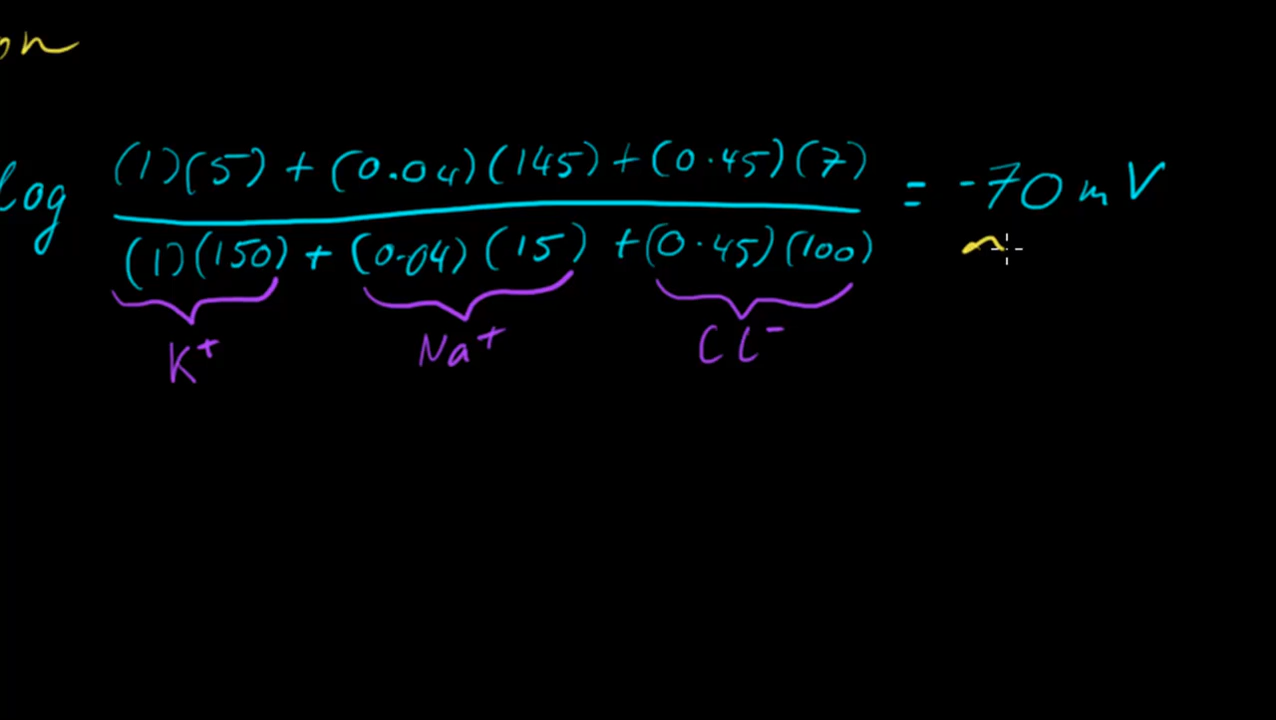 on
log (1)(5) + (0.04)(145) + (0.45)(7) = -70 mV
(1)(150) + (0.04)(15) + (0.45)(100)
K⁺ Na⁺ Cl⁻